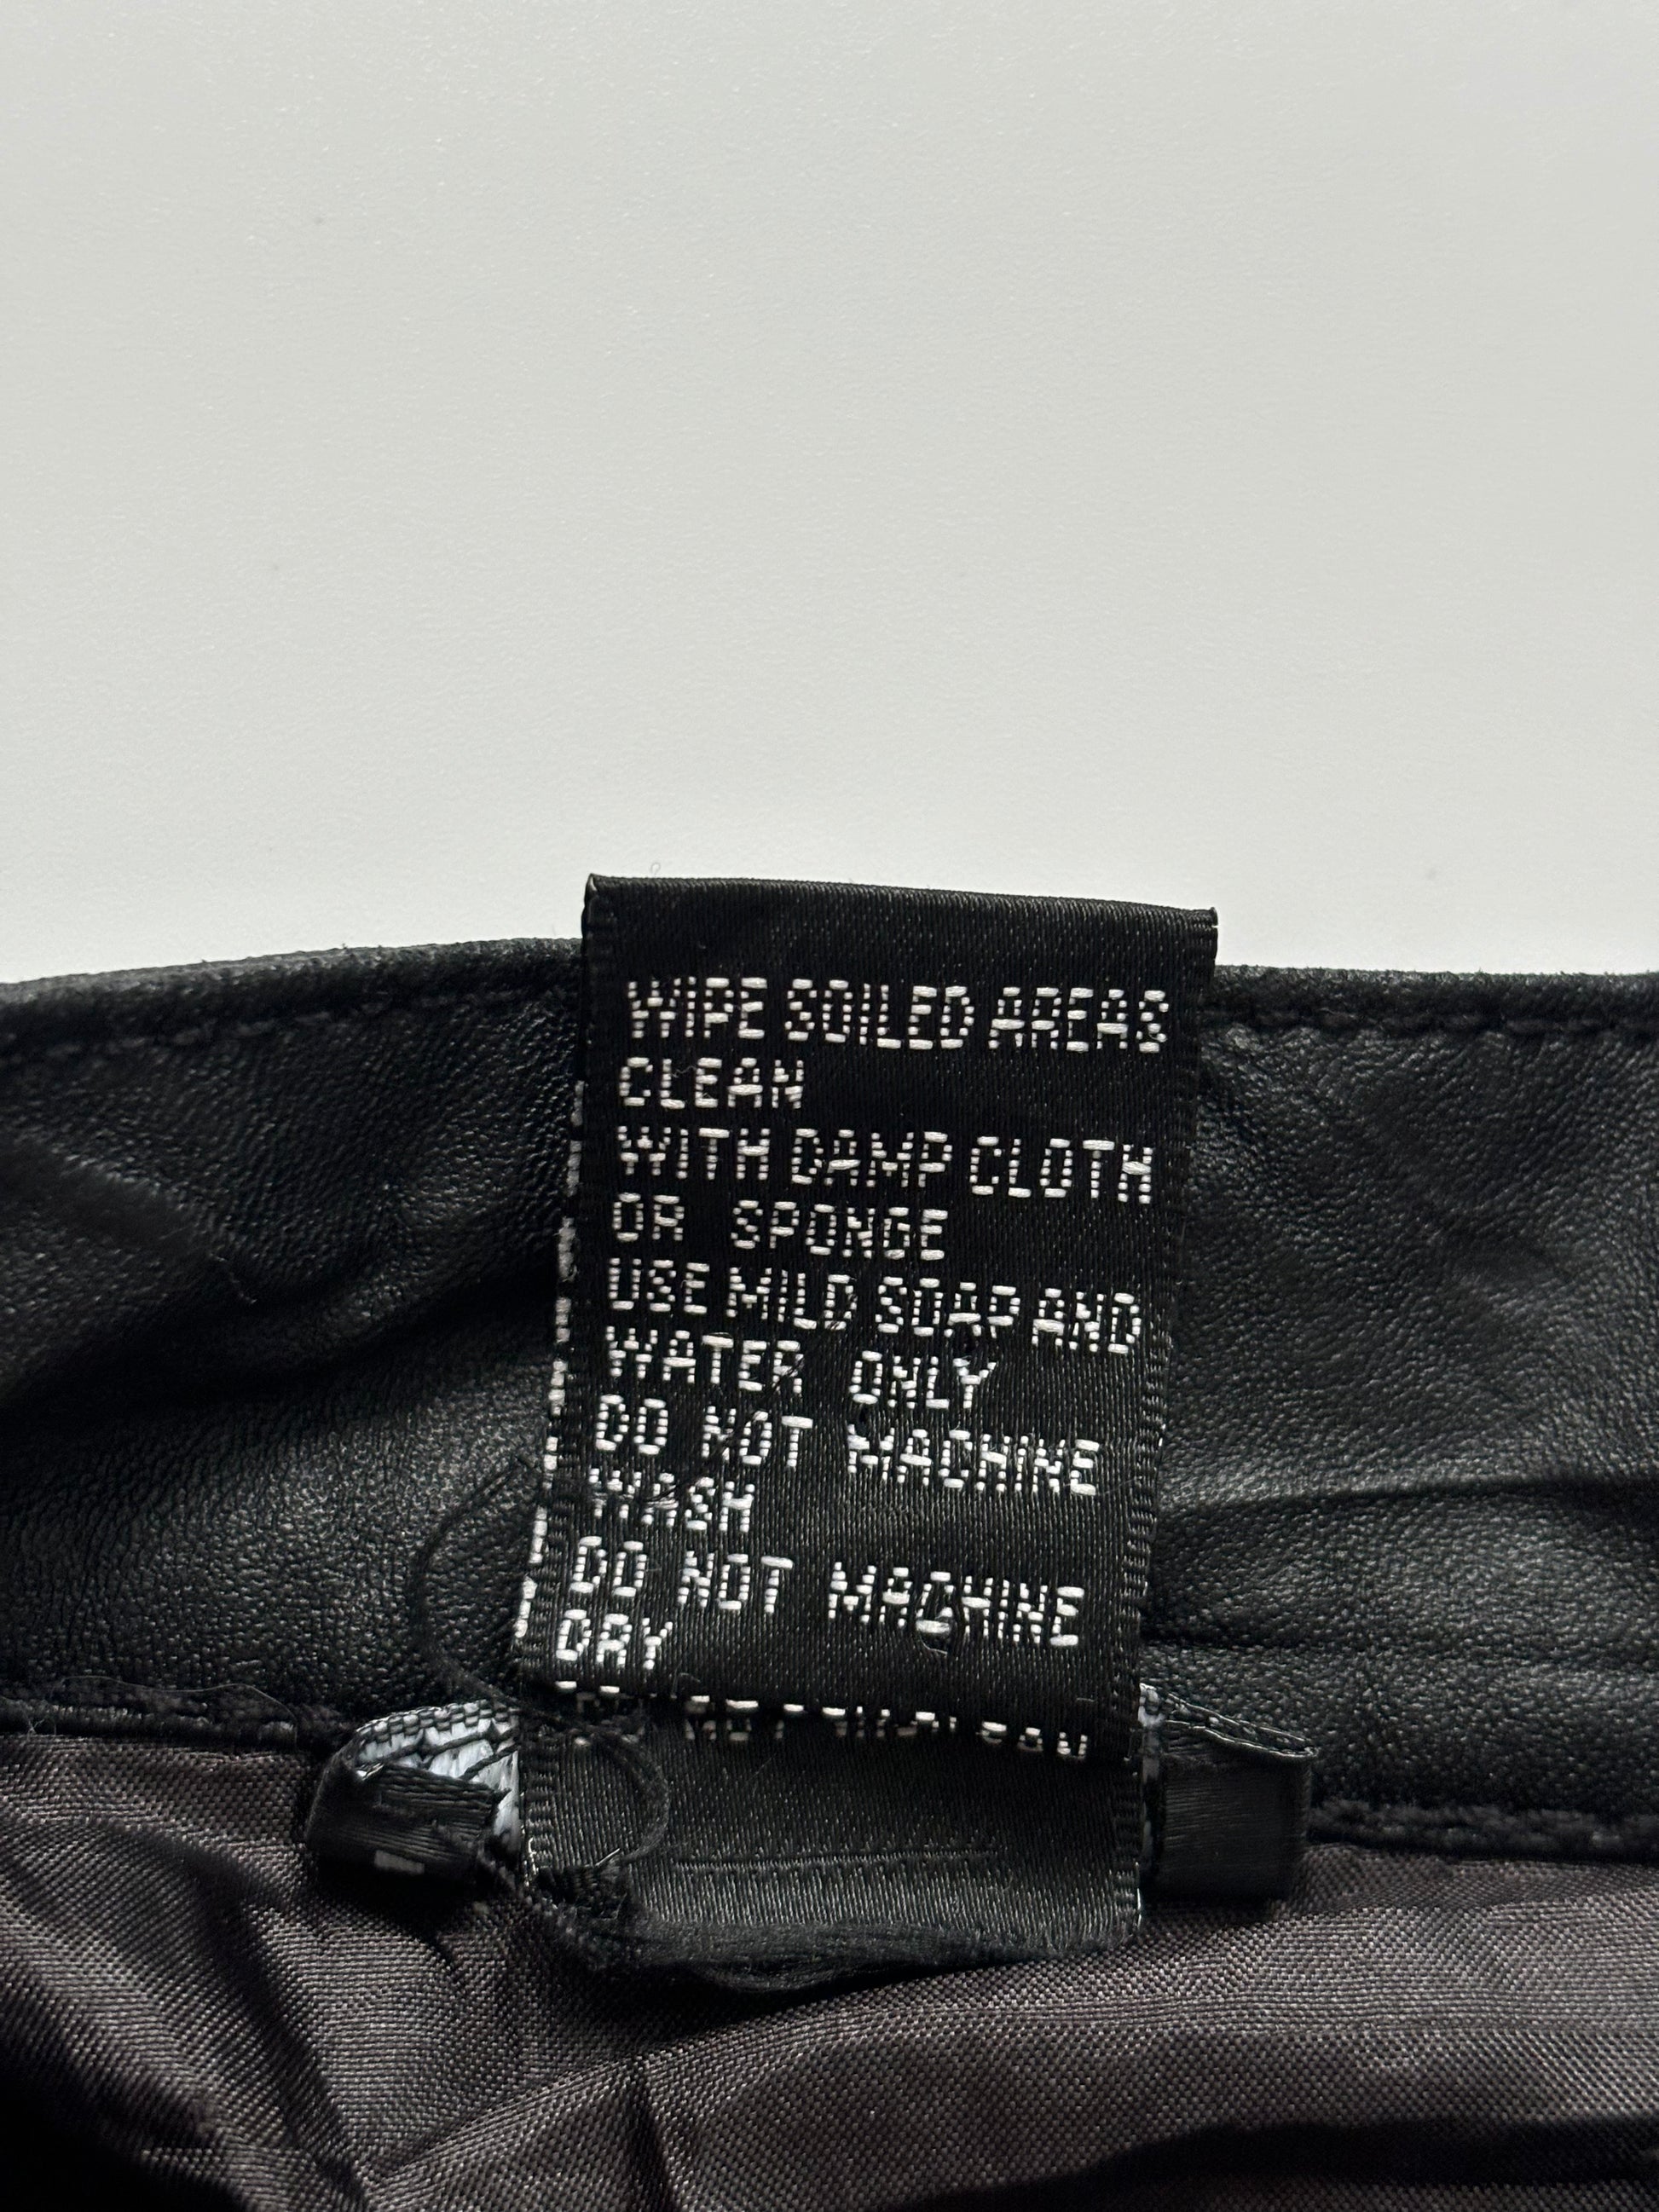 WIPE SOILED AREAS
CLEAN
WITH DAMP CLOTH
OR SPONGE
USE MILD SOAP AND
WATER ONLY
DO NOT MACHINE
WASH
DO NOT MACHINE
DRY